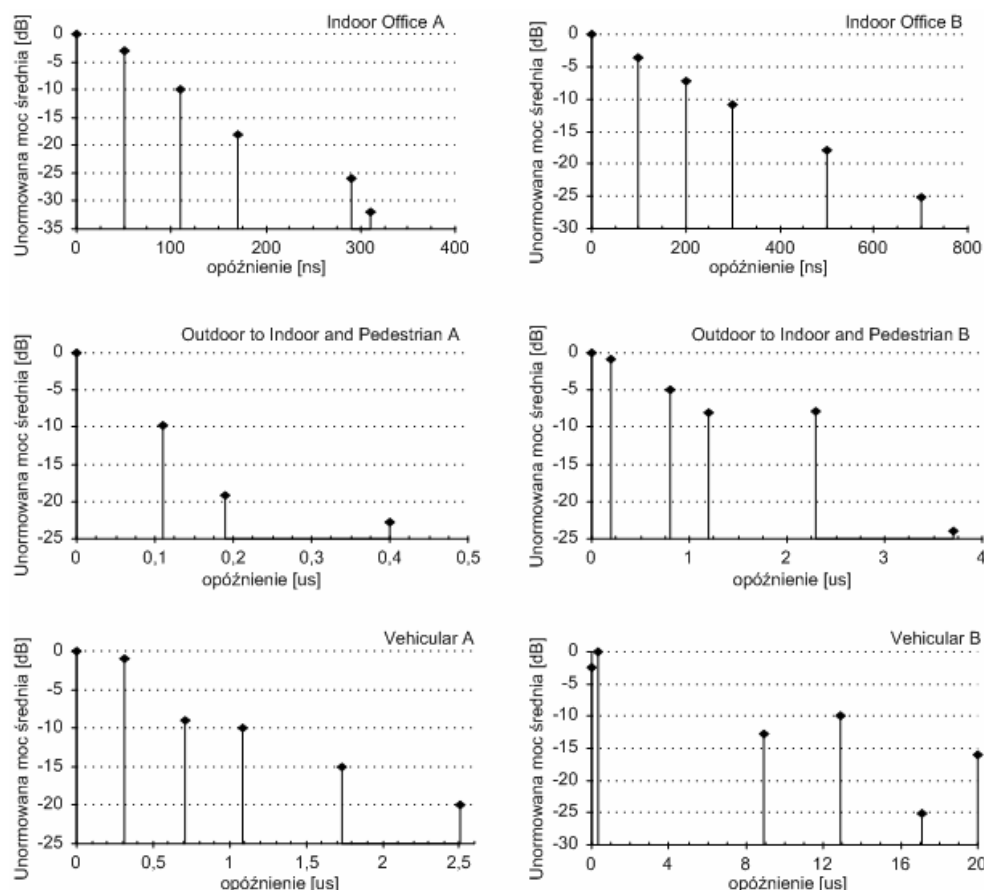 Indoor Office A
Unormowana moc średnia [dB]
0
-5
-10
-15
-20
-25
-30
-35
0 100 200 300 400
opóźnienie [ns]
Indoor Office B
Unormowana moc średnia [dB]
0
-5
-10
-15
-20
-25
-30
0 200 400 600 800
opóźnienie [ns]
Outdoor to Indoor and Pedestrian A
Unormowana moc średnia [dB]
0
-5
-10
-15
-20
-25
0 0,1 0,2 0,3 0,4 0,5
opóźnienie [us]
Outdoor to Indoor and Pedestrian B
Unormowana moc średnia [dB]
0
-5
-10
-15
-20
-25
0 1 2 3 4
opóźnienie [us]
Vehicular A
Unormowana moc średnia [dB]
0
-5
-10
-15
-20
-25
0 0,5 1 1,5 2 2,5
opóźnienie [us]
Vehicular B
Unormowana moc średnia [dB]
0
-5
-10
-15
-20
-25
-30
0 4 8 12 16 20
opóźnienie [us]